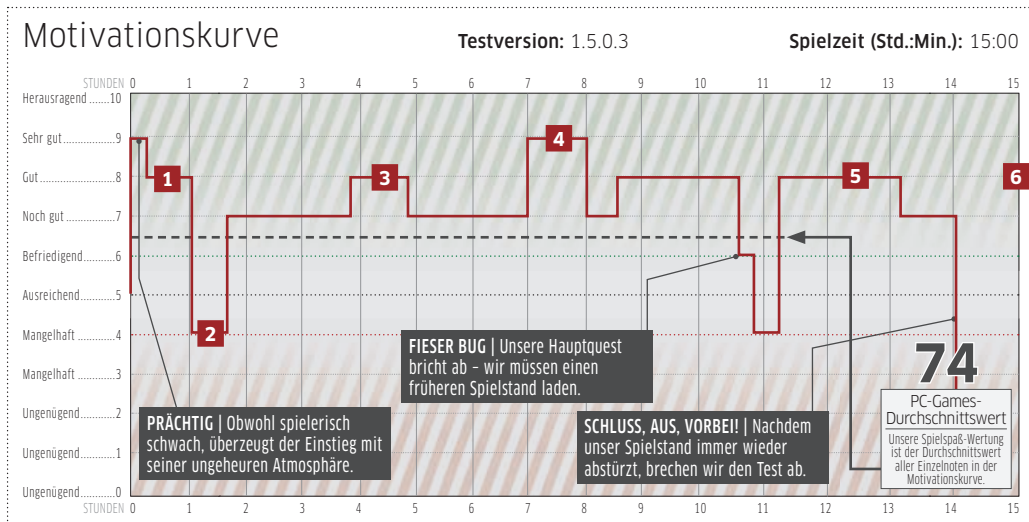 Motivationskurve
Testversion: 1.5.0.3
Spielzeit (Std.:Min.): 15:00
STUNDEN 0 1 2 3 4 5 6 7 8 9 10 11 12 13 14 15
Herausragend ......10
Sehr gut ................9
Gut .......................8
Noch gut ................7
Befriedigend..........6
Ausreichend...........5
Mangelhaft ...........4
Mangelhaft ...........3
Ungenügend...........2
Ungenügend...........1
Ungenügend...........0
1
2
3
4
5
6
PRÄCHTIG | Obwohl spielerisch
schwach, überzeugt der Einstieg mit
seiner ungeheuren Atmosphäre.
FIESER BUG | Unsere Hauptquest
bricht ab – wir müssen einen
früheren Spielstand laden.
SCHLUSS, AUS, VORBEI! | Nachdem
unser Spielstand immer wieder
abstürzt, brechen wir den Test ab.
74
PC-Games-
Durchschnittswert
Unsere Spielspaß-Wertung
ist der Durchschnittswert
aller Einzelnoten in der
Motivationskurve.
STUNDEN 0 1 2 3 4 5 6 7 8 9 10 11 12 13 14 15